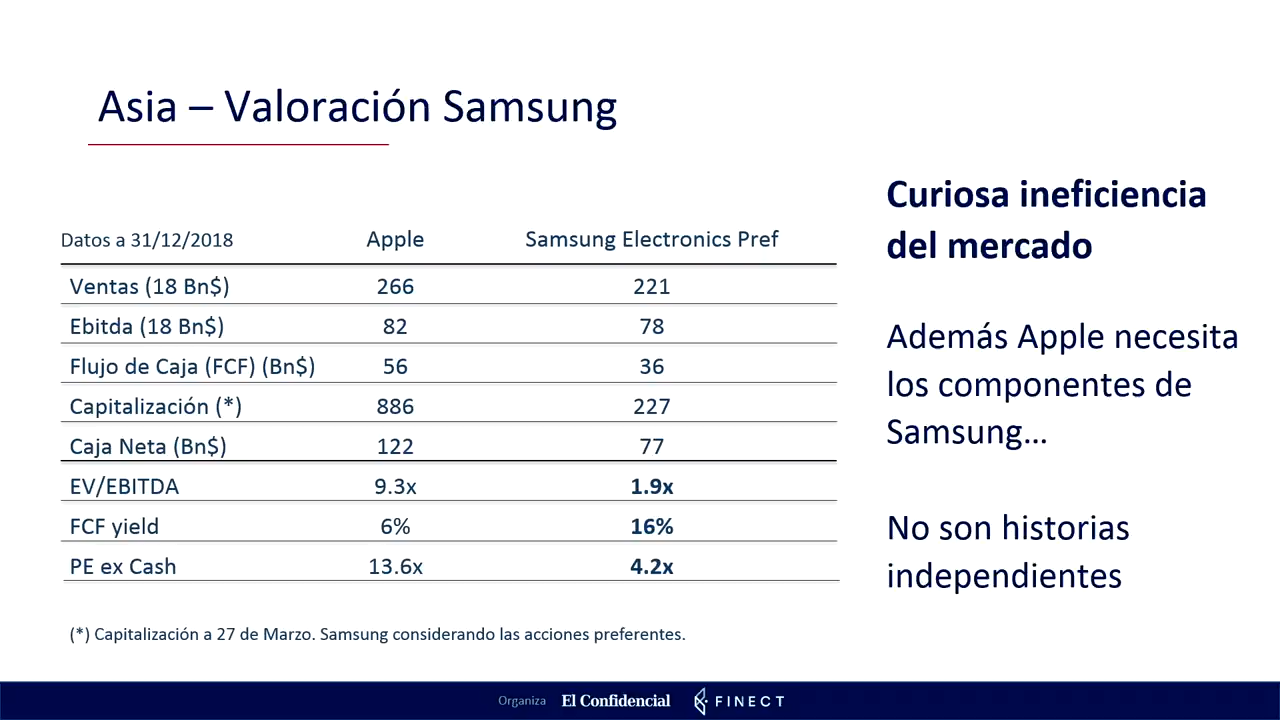 Asia – Valoración Samsung
Datos a 31/12/2018 Apple Samsung Electronics Pref
Ventas (18 Bn$) 266 221
Ebitda (18 Bn$) 82 78
Flujo de Caja (FCF) (Bn$) 56 36
Capitalización (*) 886 227
Caja Neta (Bn$) 122 77
EV/EBITDA 9.3x 1.9x
FCF yield 6% 16%
PE ex Cash 13.6x 4.2x
(*) Capitalización a 27 de Marzo. Samsung considerando las acciones preferentes.
Curiosa ineficiencia
del mercado
Además Apple necesita
los componentes de
Samsung…
No son historias
independientes
Organiza El Confidencial FINECT